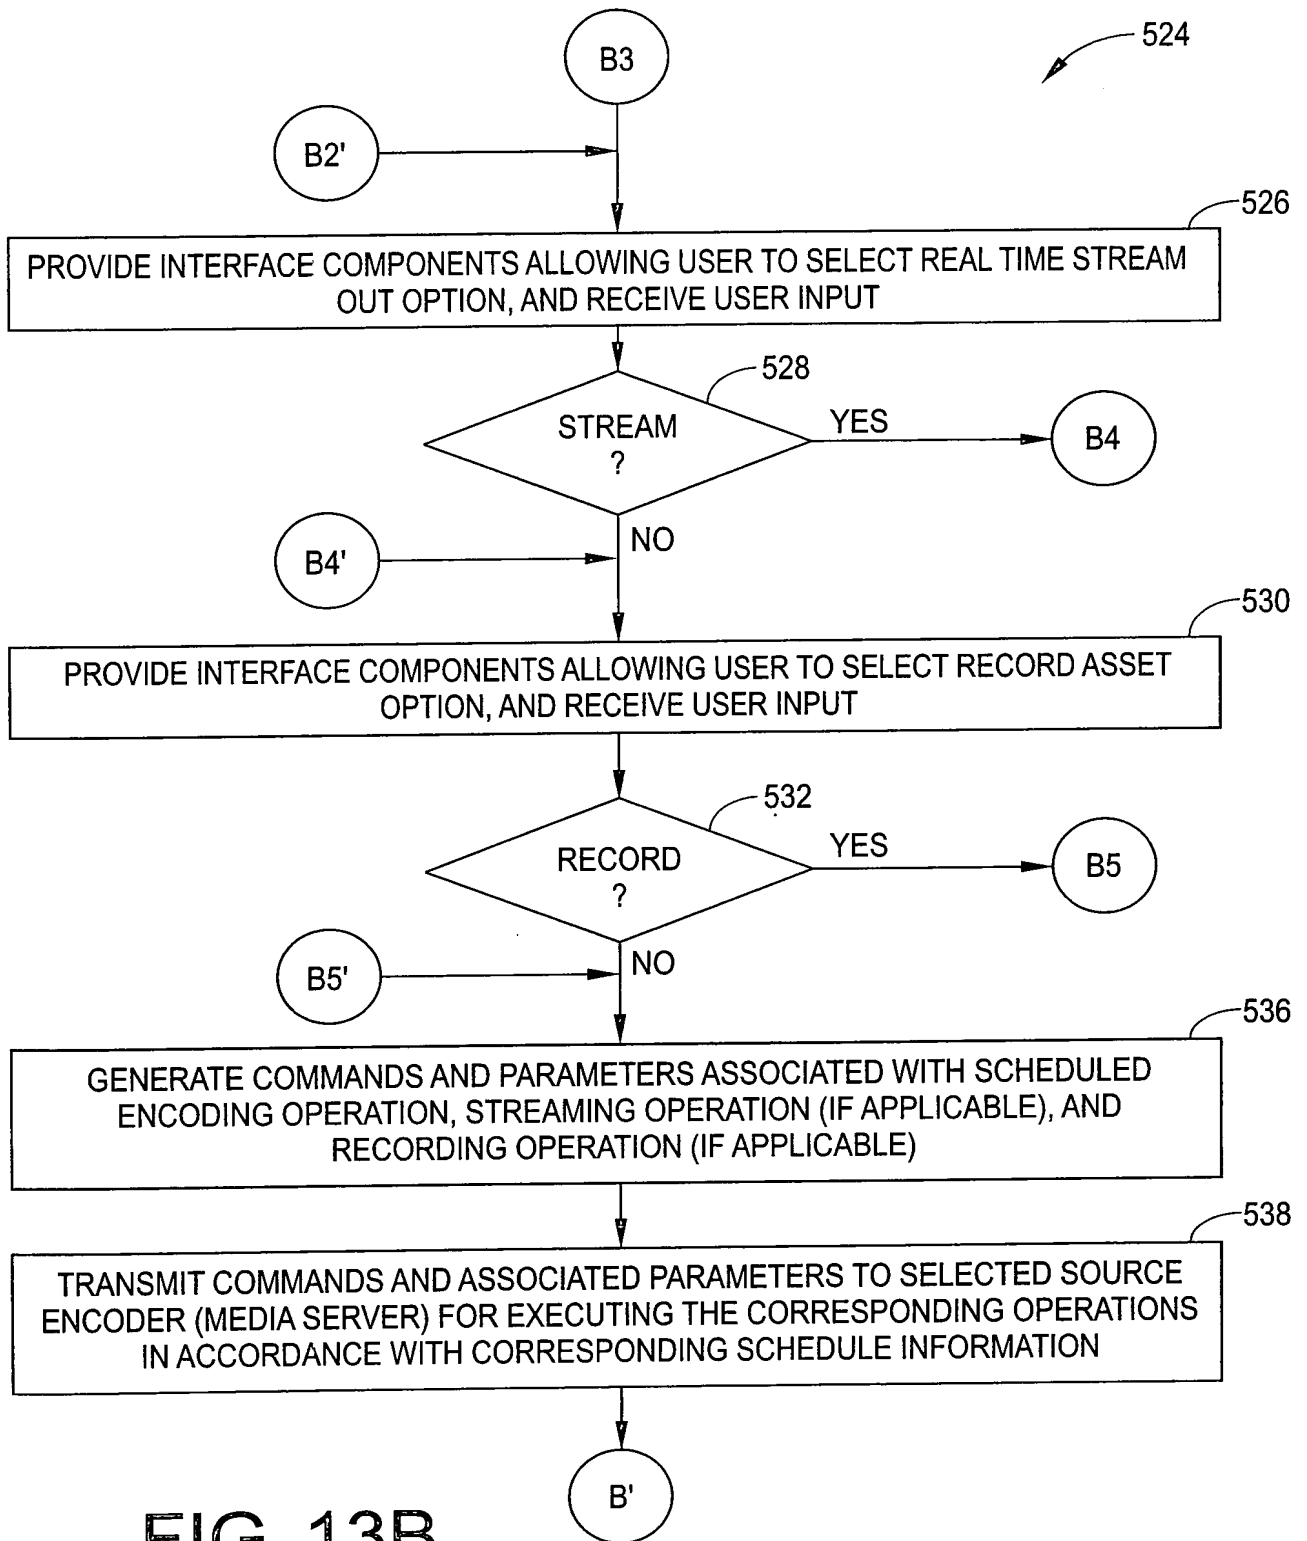 B3
524
B2'
526
PROVIDE INTERFACE COMPONENTS ALLOWING USER TO SELECT REAL TIME STREAM
OUT OPTION, AND RECEIVE USER INPUT
528
STREAM
?
YES
B4
NO
B4'
530
PROVIDE INTERFACE COMPONENTS ALLOWING USER TO SELECT RECORD ASSET
OPTION, AND RECEIVE USER INPUT
532
RECORD
?
YES
B5
NO
B5'
536
GENERATE COMMANDS AND PARAMETERS ASSOCIATED WITH SCHEDULED
ENCODING OPERATION, STREAMING OPERATION (IF APPLICABLE), AND
RECORDING OPERATION (IF APPLICABLE)
538
TRANSMIT COMMANDS AND ASSOCIATED PARAMETERS TO SELECTED SOURCE
ENCODER (MEDIA SERVER) FOR EXECUTING THE CORRESPONDING OPERATIONS
IN ACCORDANCE WITH CORRESPONDING SCHEDULE INFORMATION
B'
FIG. 13B